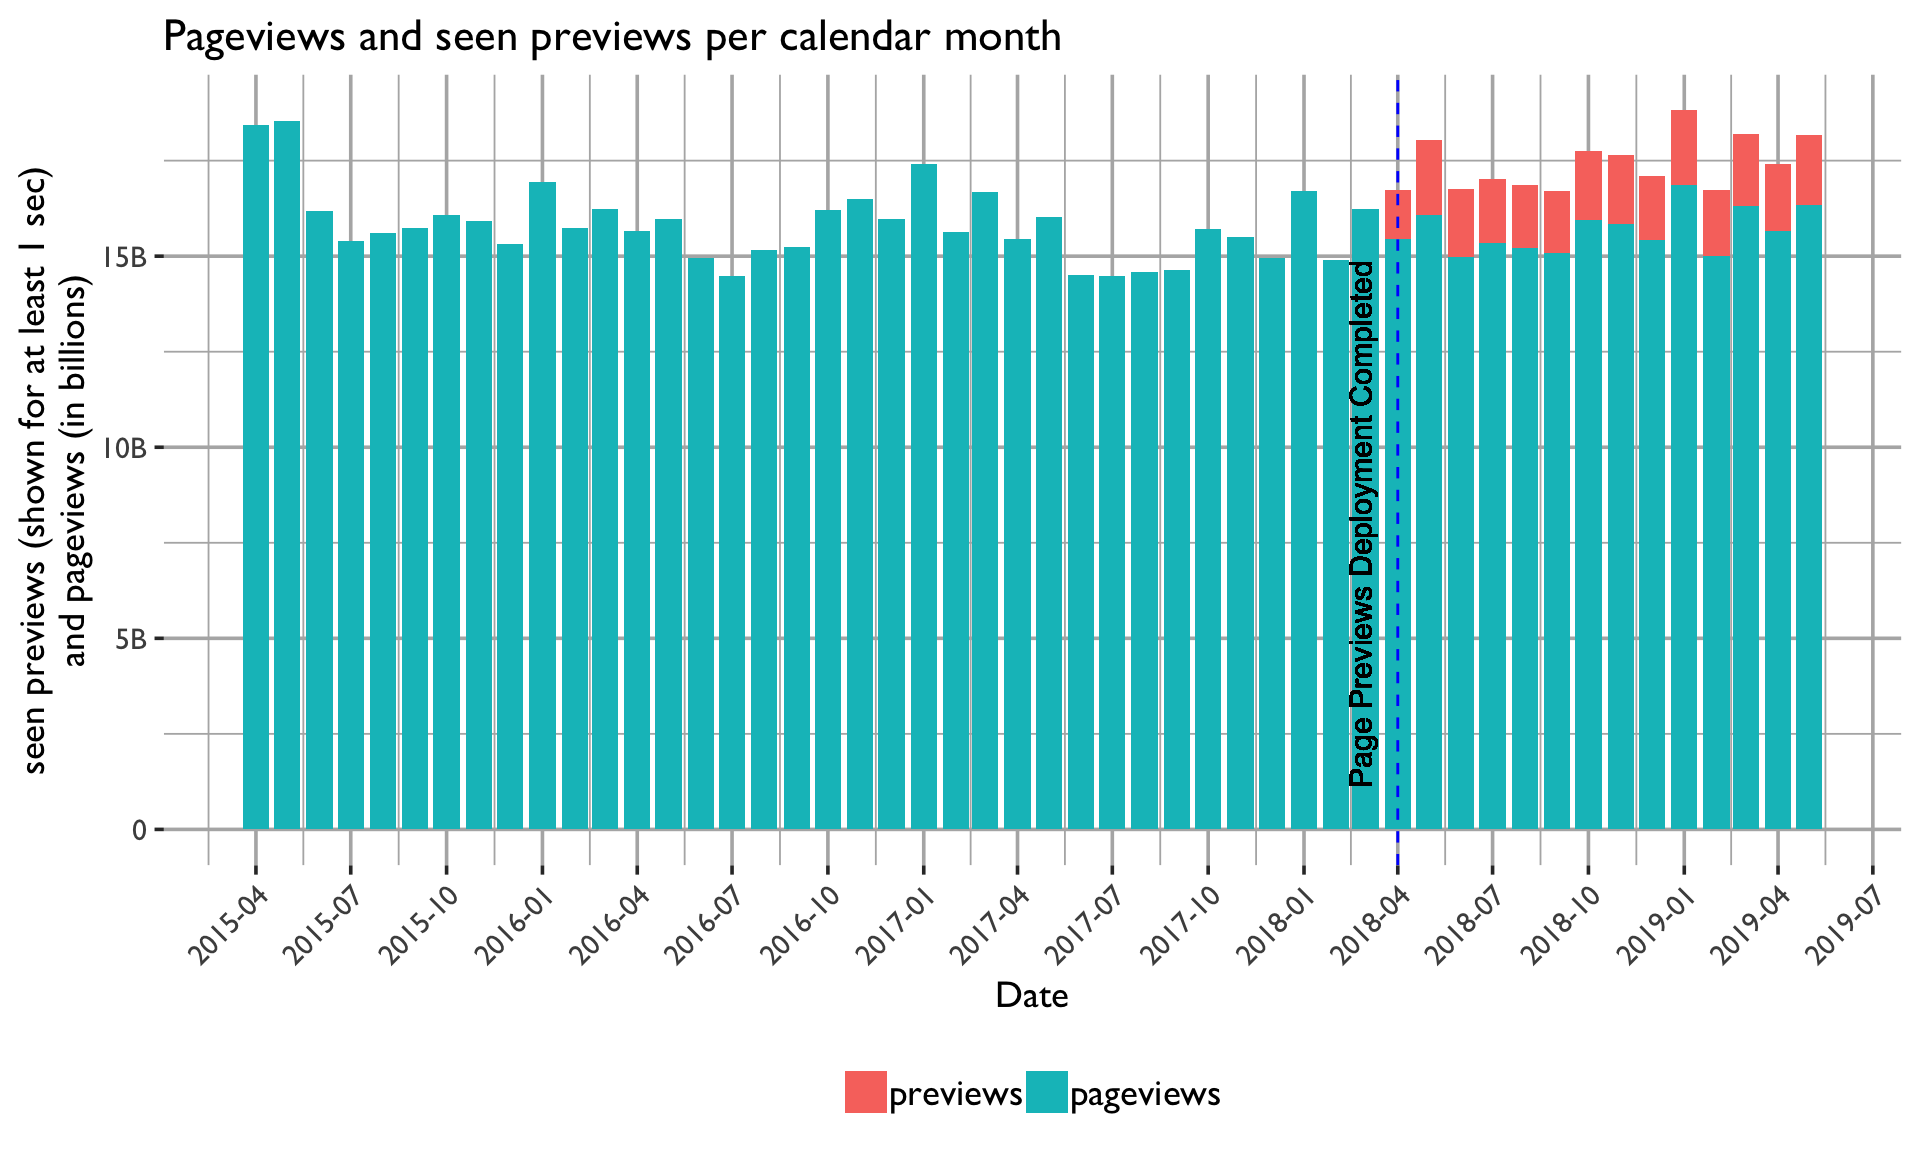 Pageviews and seen previews per calendar month
seen previews (shown for at least 1 sec)
and pageviews (in billions)
15B
10B
5B
0
Page Previews Deployment Completed
2015-04
2015-07
2015-10
2016-01
2016-04
2016-07
2016-10
2017-01
2017-04
2017-07
2017-10
2018-01
2018-04
2018-07
2018-10
2019-01
2019-04
2019-07
Date
previews
pageviews